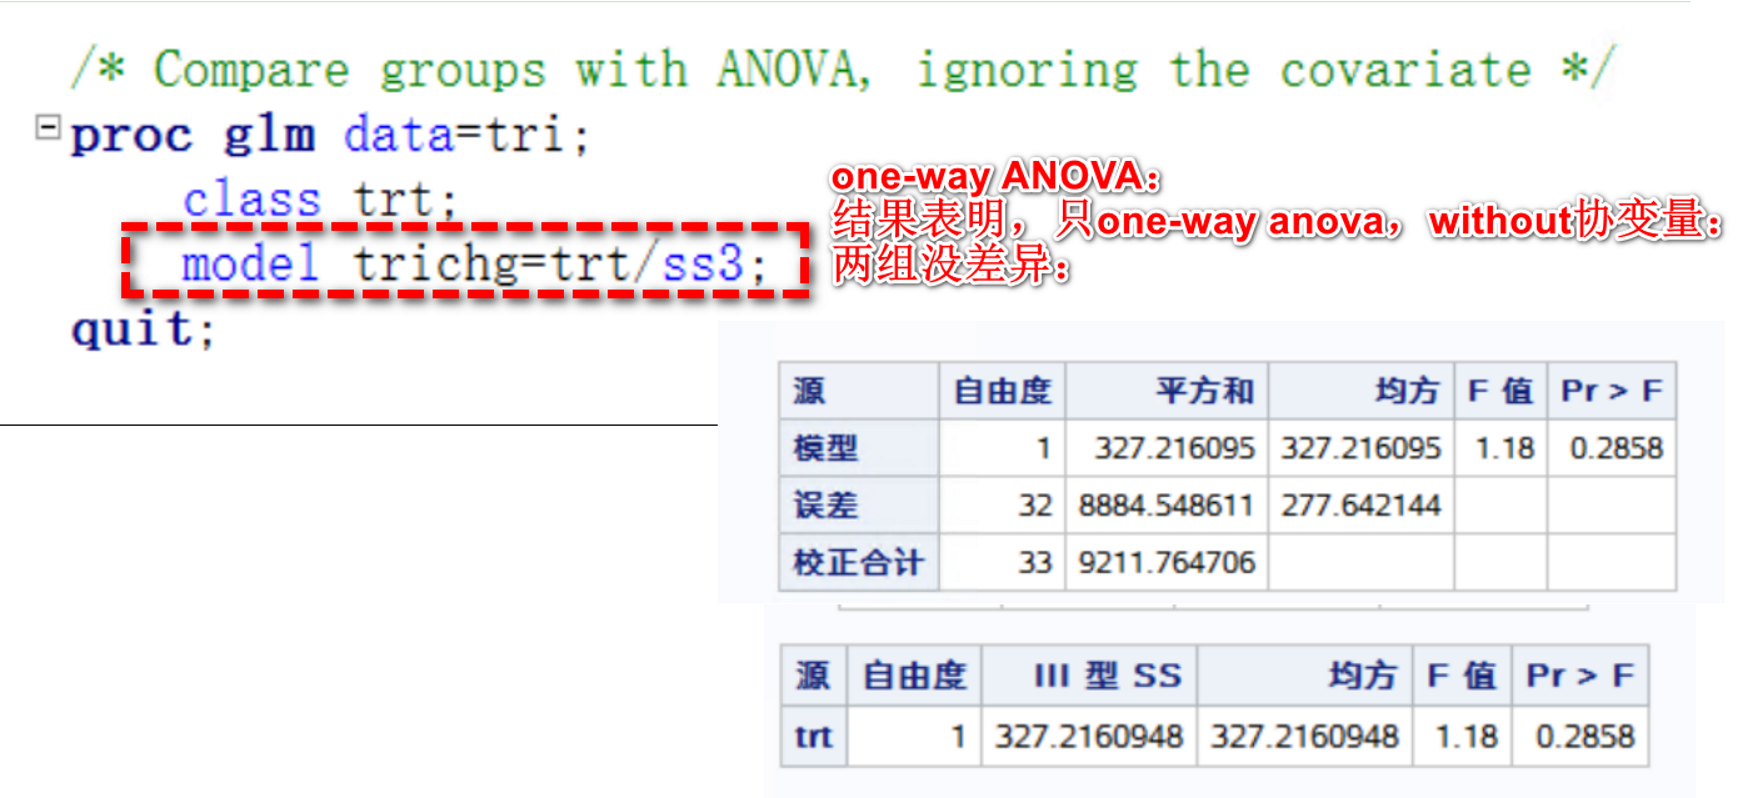 /* Compare groups with ANOVA, ignoring the covariate */
proc glm data=tri;
class trt;
model trichg=trt/ss3;
quit;
one-way ANOVA：
结果表明，只one-way anova，without协变量：
两组没差异：
源 自由度 平方和 均方 F 值 Pr > F
模型 1 327.216095 327.216095 1.18 0.2858
误差 32 8884.548611 277.642144
校正合计 33 9211.764706
源 自由度 III 型 SS 均方 F 值 Pr > F
trt 1 327.2160948 327.2160948 1.18 0.2858